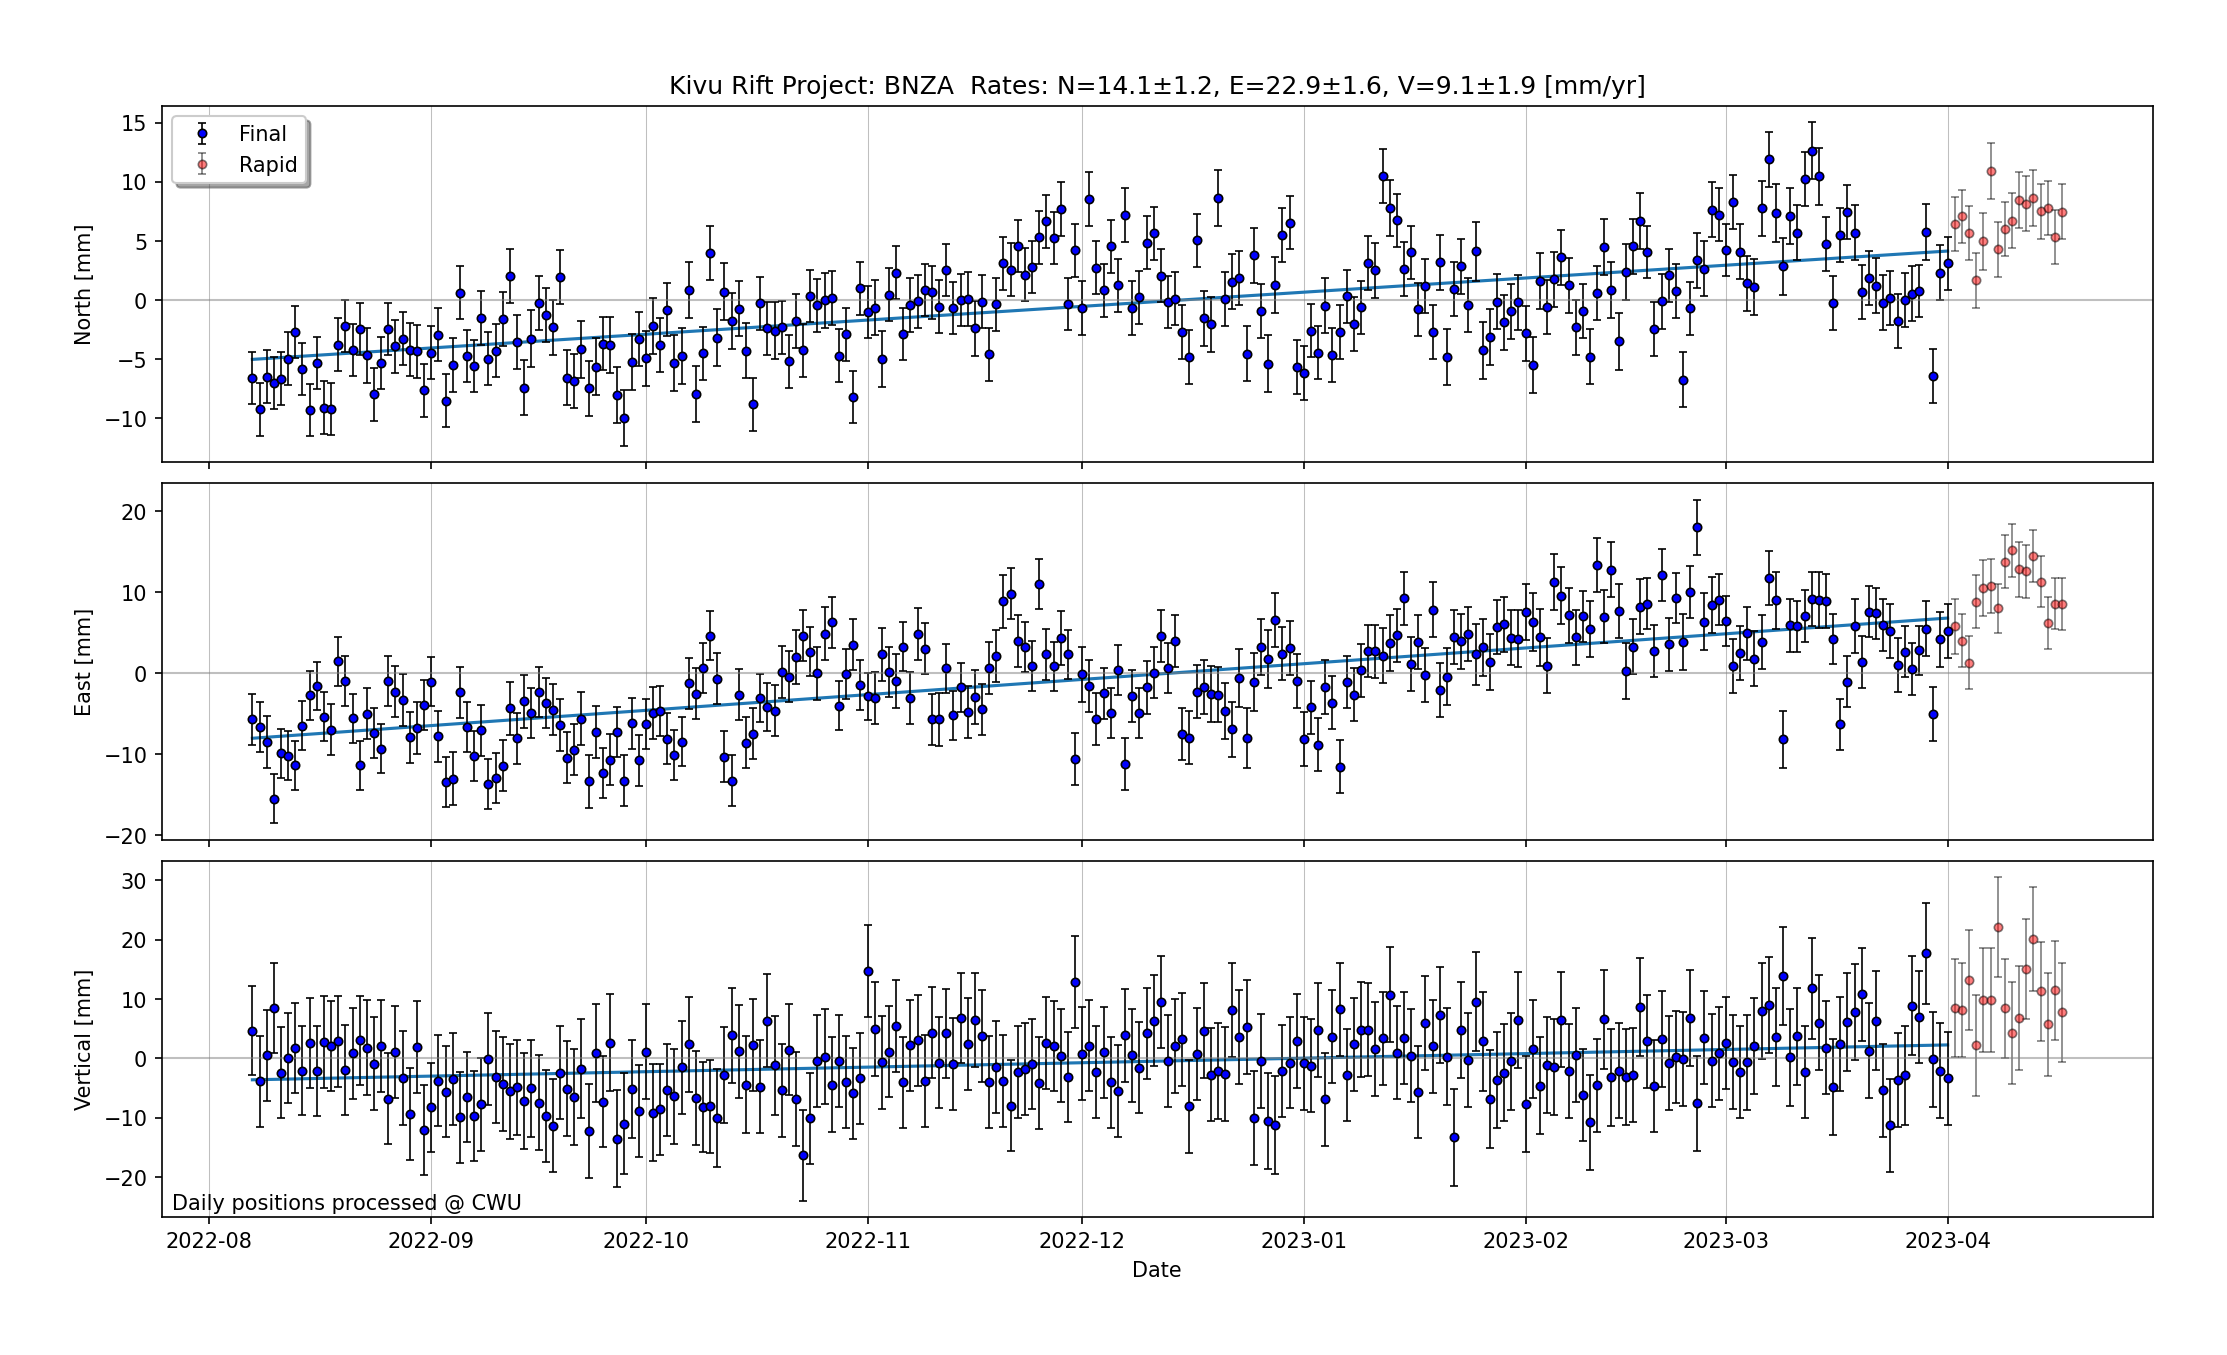 Kivu Rift Project: BNZA  Rates: N=14.1±1.2, E=22.9±1.6, V=9.1±1.9 [mm/yr]
Final
Rapid
North [mm]
15
10
5
0
−5
−10
East [mm]
20
10
0
−10
−20
Vertical [mm]
30
20
10
0
−10
−20
Daily positions processed @ CWU
2022-08 2022-09 2022-10 2022-11 2022-12 2023-01 2023-02 2023-03 2023-04
Date